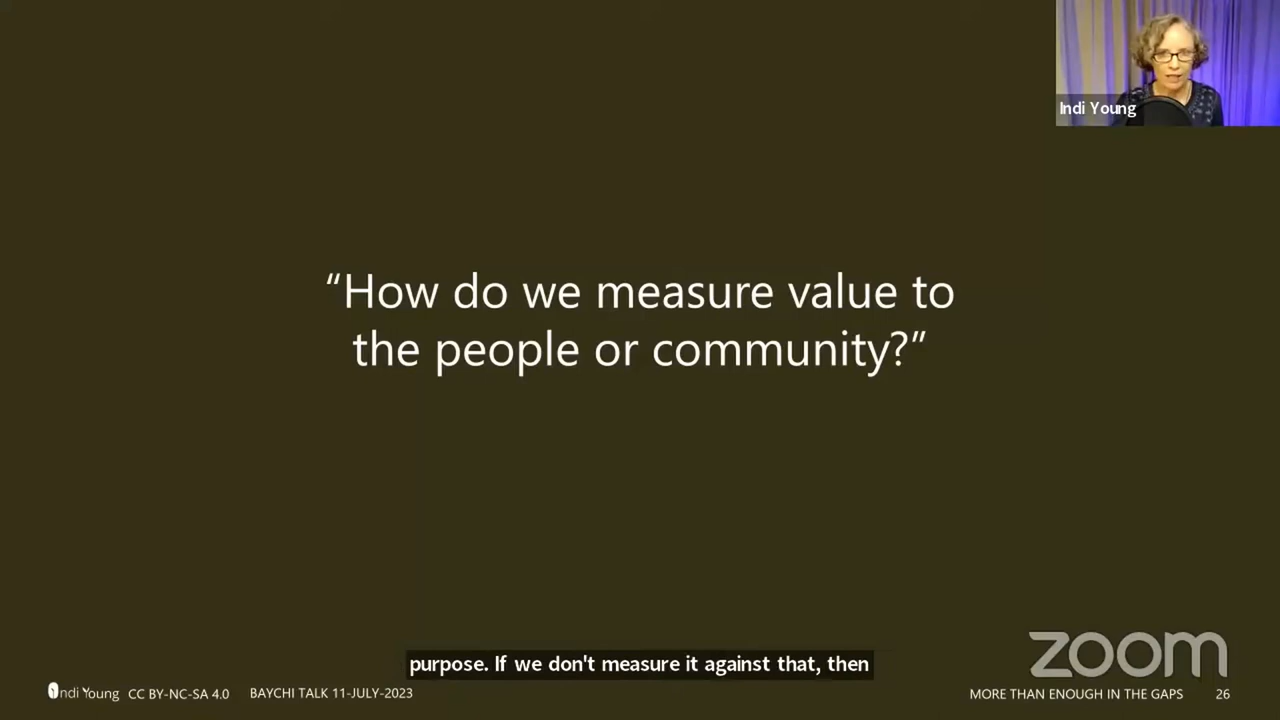 Indi Young
“How do we measure value to
the people or community?”
purpose. If we don't measure it against that, then
zoom
Indi Young CC BY-NC-SA 4.0 BAYCHI TALK 11-JULY-2023 MORE THAN ENOUGH IN THE GAPS 26